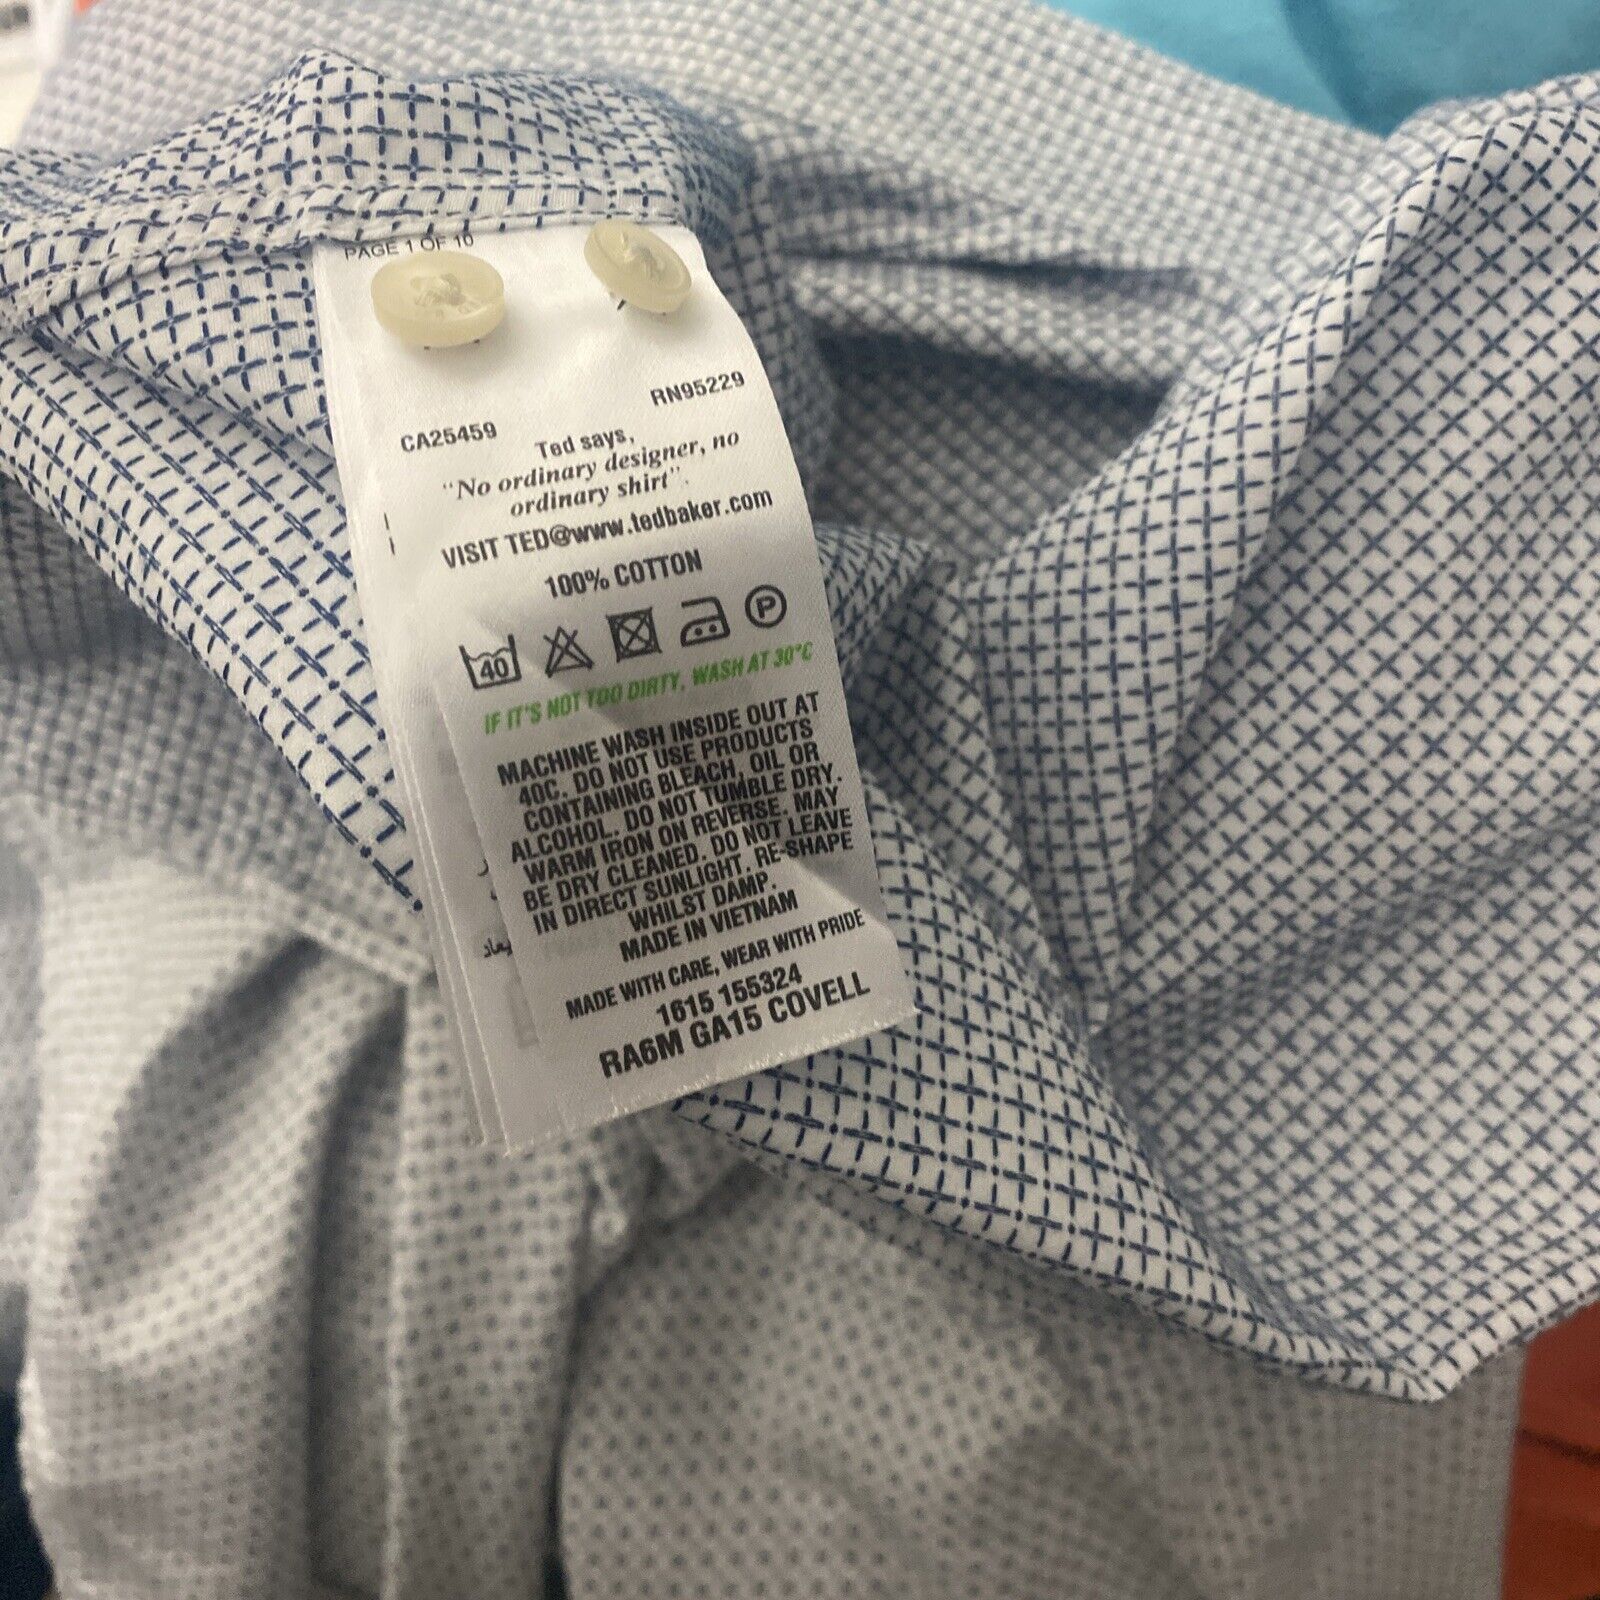 PAGE 1 OF 10
RN95229
CA25459
Ted says,
"No ordinary designer, no
ordinary shirt".
VISIT TED@www.tedbaker.com
100% COTTON
40
P
IF IT'S NOT TOO DIRTY, WASH AT 30°C
MACHINE WASH INSIDE OUT AT
40C. DO NOT USE PRODUCTS
CONTAINING BLEACH, OIL OR
ALCOHOL. DO NOT TUMBLE DRY.
WARM IRON ON REVERSE. MAY
BE DRY CLEANED. DO NOT LEAVE
IN DIRECT SUNLIGHT. RE-SHAPE
WHILST DAMP.
MADE IN VIETNAM
MADE WITH CARE, WEAR WITH PRIDE
1615 155324
RA6M GA15 COVELL